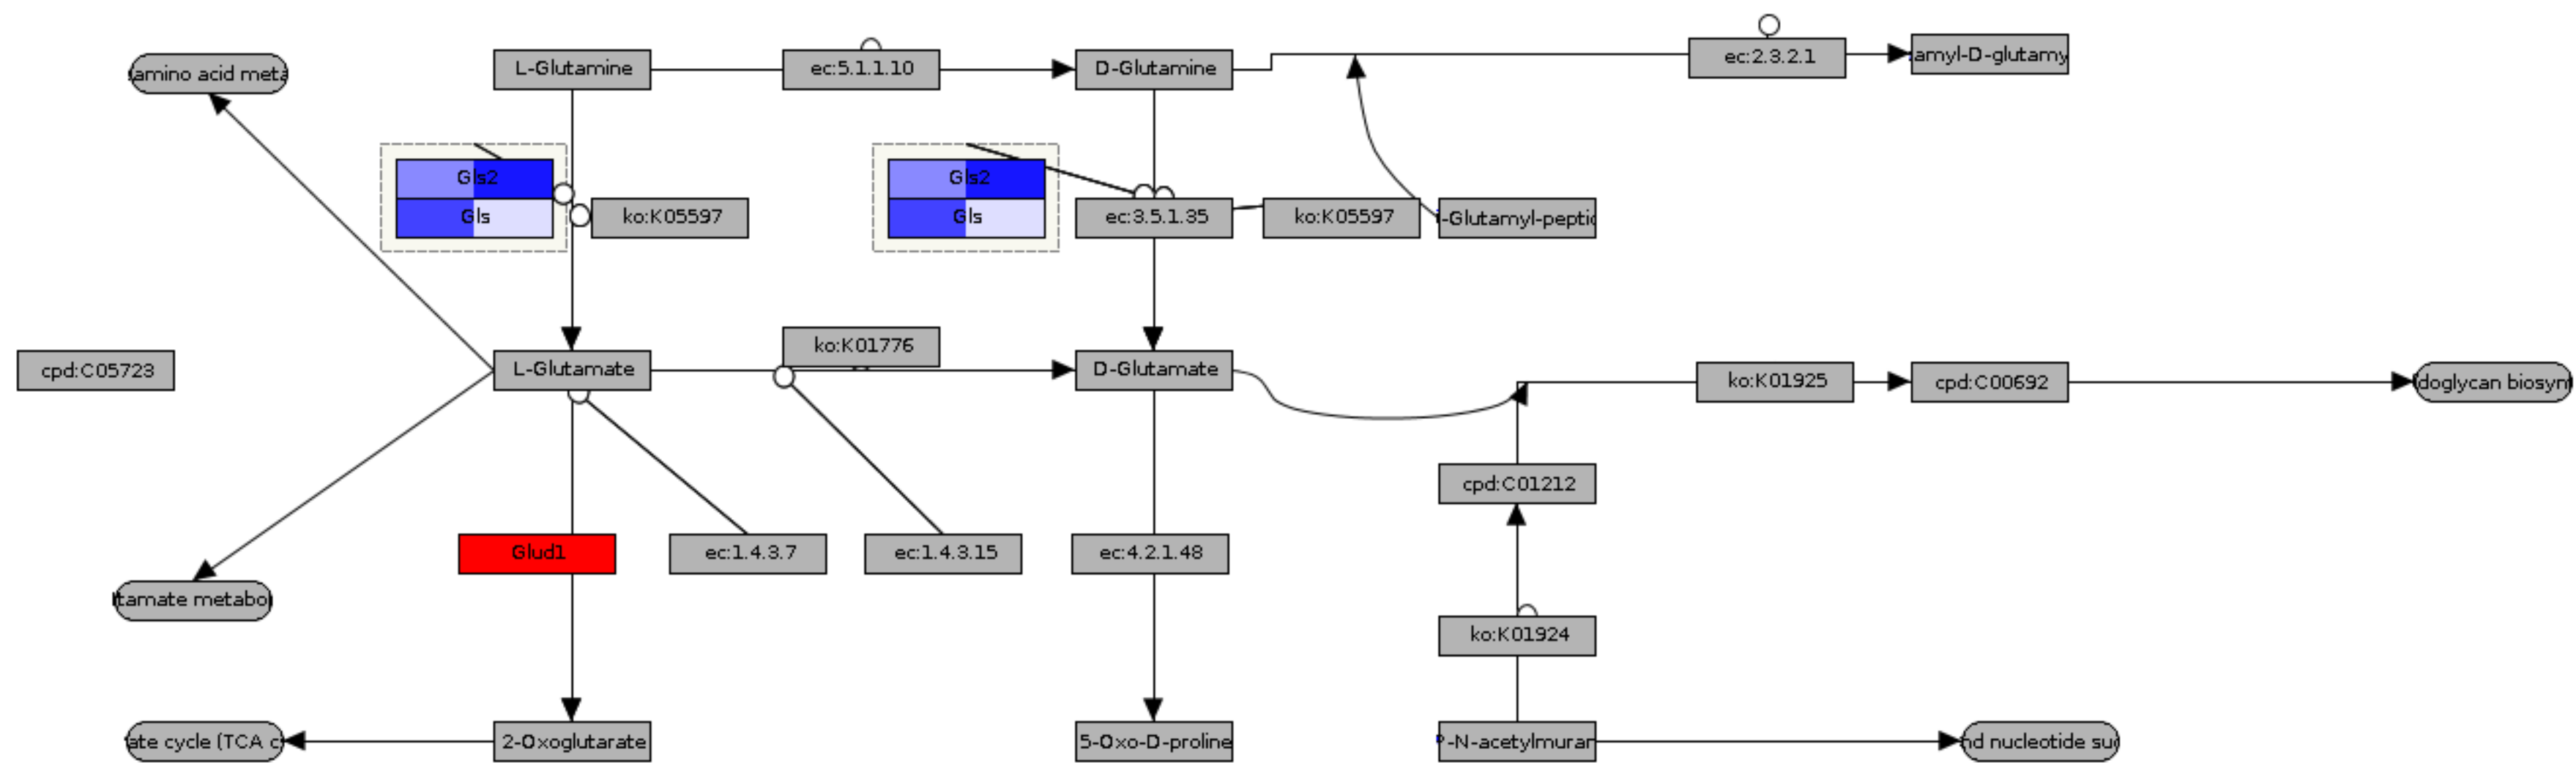 amino acid meta
L-Glutamine
ec:5.1.1.10
D-Glutamine
ec:2.3.2.1
amyl-D-glutamy
Gls2
Gls
ko:K05597
Gls2
Gls
ec:3.5.1.35
ko:K05597
-Glutamyl-peptic
cpd:C05723
L-Glutamate
ko:K01776
D-Glutamate
ko:K01925
cpd:C00692
doglycan biosyn
cpd:C01212
Glud1
ec:1.4.3.7
ec:1.4.3.15
ec:4.2.1.48
tamate metabol
ko:K01924
ate cycle (TCA c
2-Oxoglutarate
5-Oxo-D-proline
P-N-acetylmuran
nd nucleotide sug